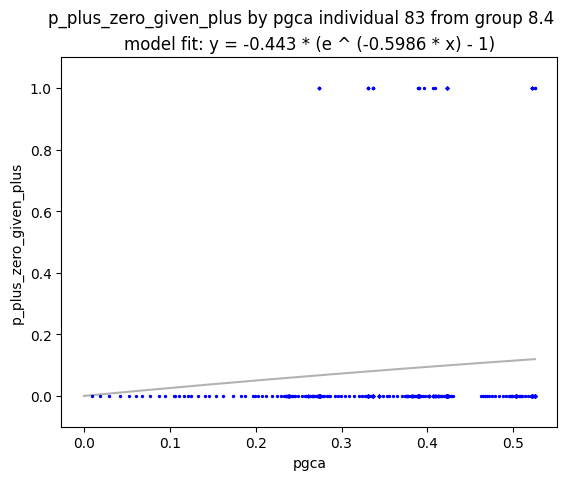 p_plus_zero_given_plus by pgca individual 83 from group 8.4
model fit: y = -0.443 * (e ^ (-0.5986 * x) - 1)
1.0
0.8
0.6
0.4
0.2
0.0
p_plus_zero_given_plus
0.0 0.1 0.2 0.3 0.4 0.5
pgca